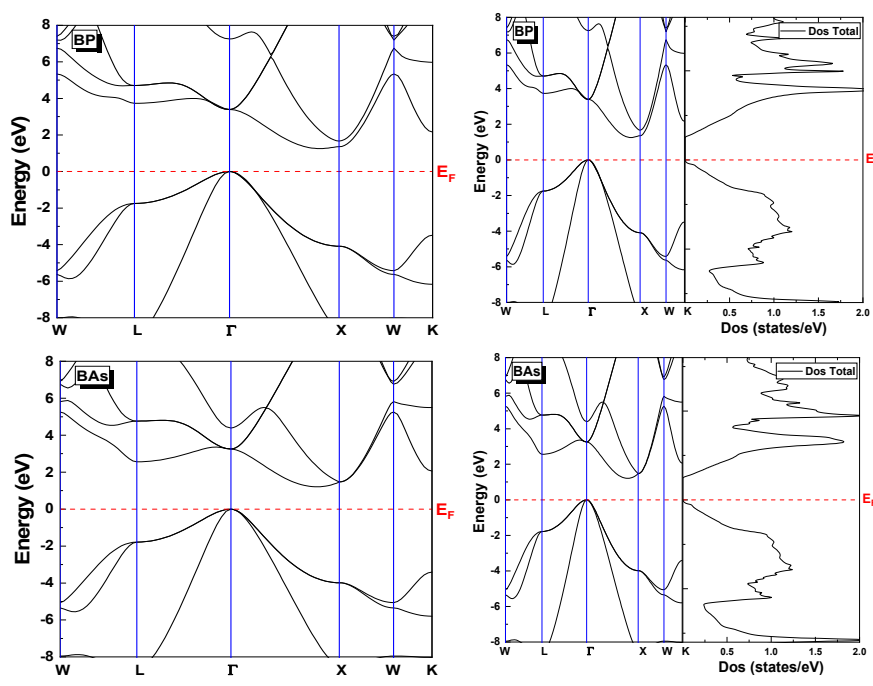 BP
Energy (eV)
8
6
4
2
0
-2
-4
-6
-8
E_F
W L Γ X W K
BP
Dos Total
Energy (eV)
8
6
4
2
0
-2
-4
-6
-8
E
W L Γ X W K 0.5 1.0 1.5 2.0
Dos (states/eV)
BAs
Energy (eV)
8
6
4
2
0
-2
-4
-6
-8
E_F
W L Γ X W K
BAs
Dos Total
Energy (eV)
8
6
4
2
0
-2
-4
-6
-8
W L Γ X W K 0.5 1.0 1.5 2.0
Dos (states/eV)